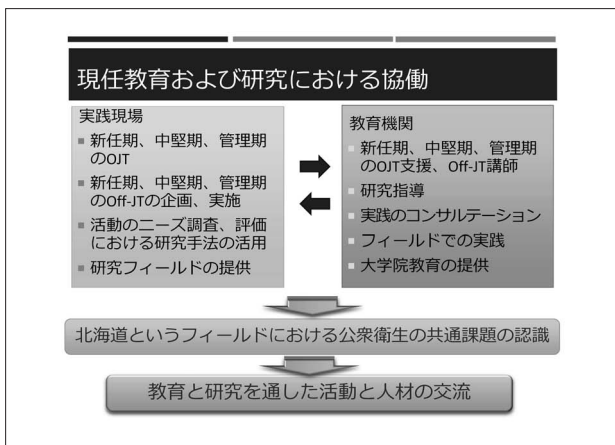 現任教育および研究における協働
実践現場
■ 新任期、中堅期、管理期
のOJT
■ 新任期、中堅期、管理期
のOff-JTの企画、実施
■ 活動のニーズ調査、評価
における研究手法の活用
■ 研究フィールドの提供
教育機関
■ 新任期、中堅期、管理期
のOJT支援、Off-JT講師
■ 研究指導
■ 実践のコンサルテーション
■ フィールドでの実践
■ 大学院教育の提供
北海道というフィールドにおける公衆衛生の共通課題の認識
教育と研究を通した活動と人材の交流